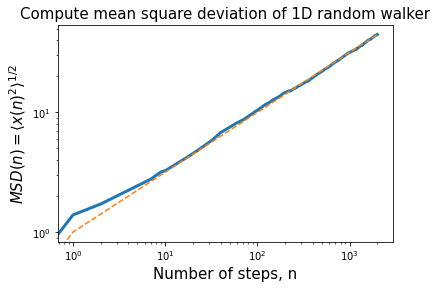 Compute mean square deviation of 1D random walker
MSD(n) = ⟨x(n)²⟩^{1/2}
10¹
10⁰
10⁰ 10¹ 10² 10³
Number of steps, n